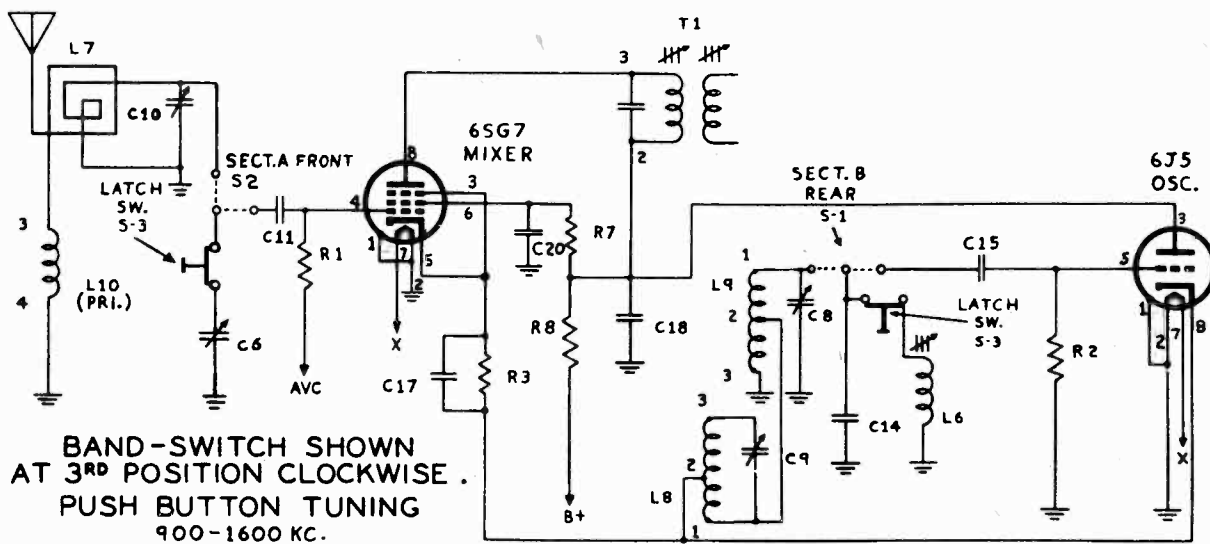 T1
L7
3
C10
6SG7
MIXER
8
2
SECT. A FRONT
S2
LATCH
SW.
S-3
4
3
6
C11
R1
1
7
5
2
C20
R7
SECT. B
REAR
S-1
6J5
OSC.
3
3
4
L10
(PRI.)
C6
AVC
X
C17
R3
R8
C18
1
L9
2
3
C8
C15
5
LATCH
SW.
S-3
R2
1
2
7
8
3
2
L8
1
C9
C14
L6
X
B+
BAND-SWITCH SHOWN
AT 3RD POSITION CLOCKWISE.
PUSH BUTTON TUNING
900-1600 KC.